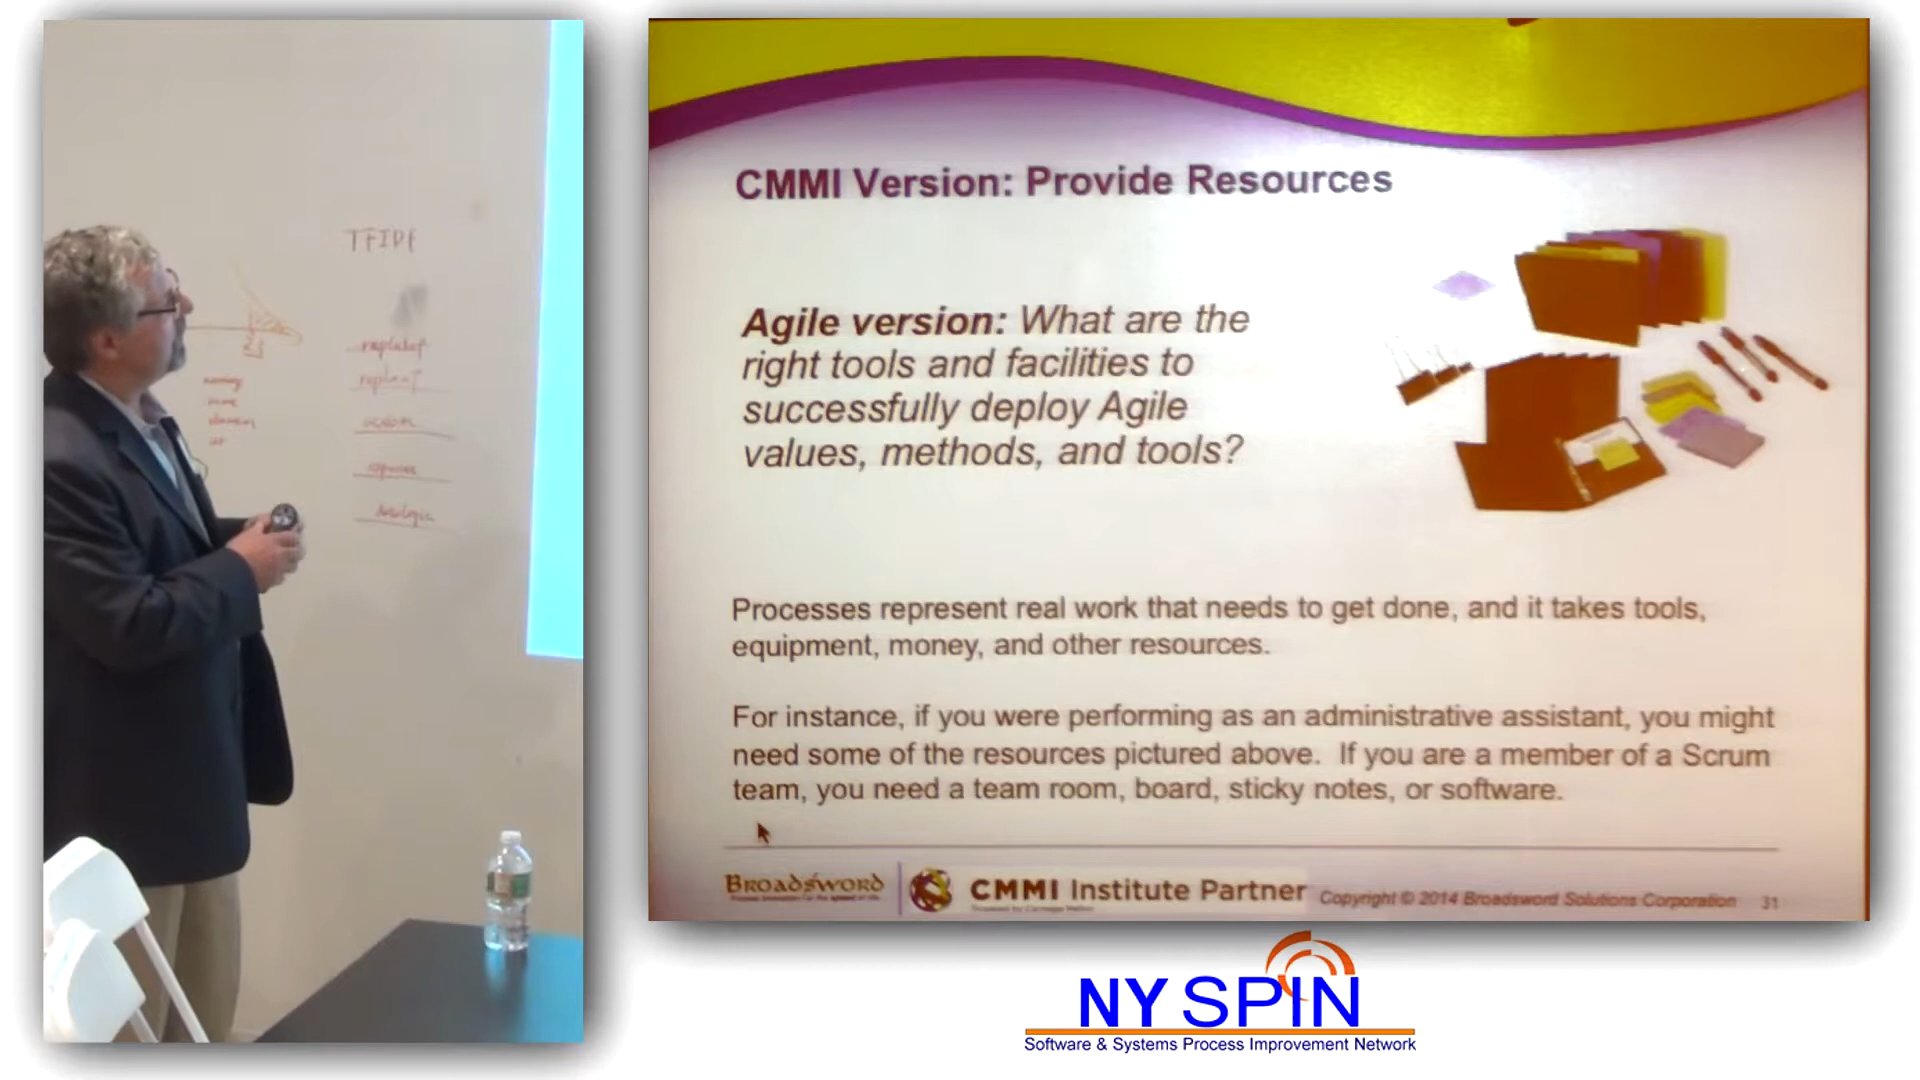 TFIDF
CMMI Version: Provide Resources
Agile version: What are the
right tools and facilities to
successfully deploy Agile
values, methods, and tools?
Processes represent real work that needs to get done, and it takes tools,
equipment, money, and other resources.
For instance, if you were performing as an administrative assistant, you might
need some of the resources pictured above. If you are a member of a Scrum
team, you need a team room, board, sticky notes, or software.
BROADSWORD
CMMI Institute Partner
Copyright © 2014 Broadsword Solutions Corporation 31
NY SPIN
Software & Systems Process Improvement Network